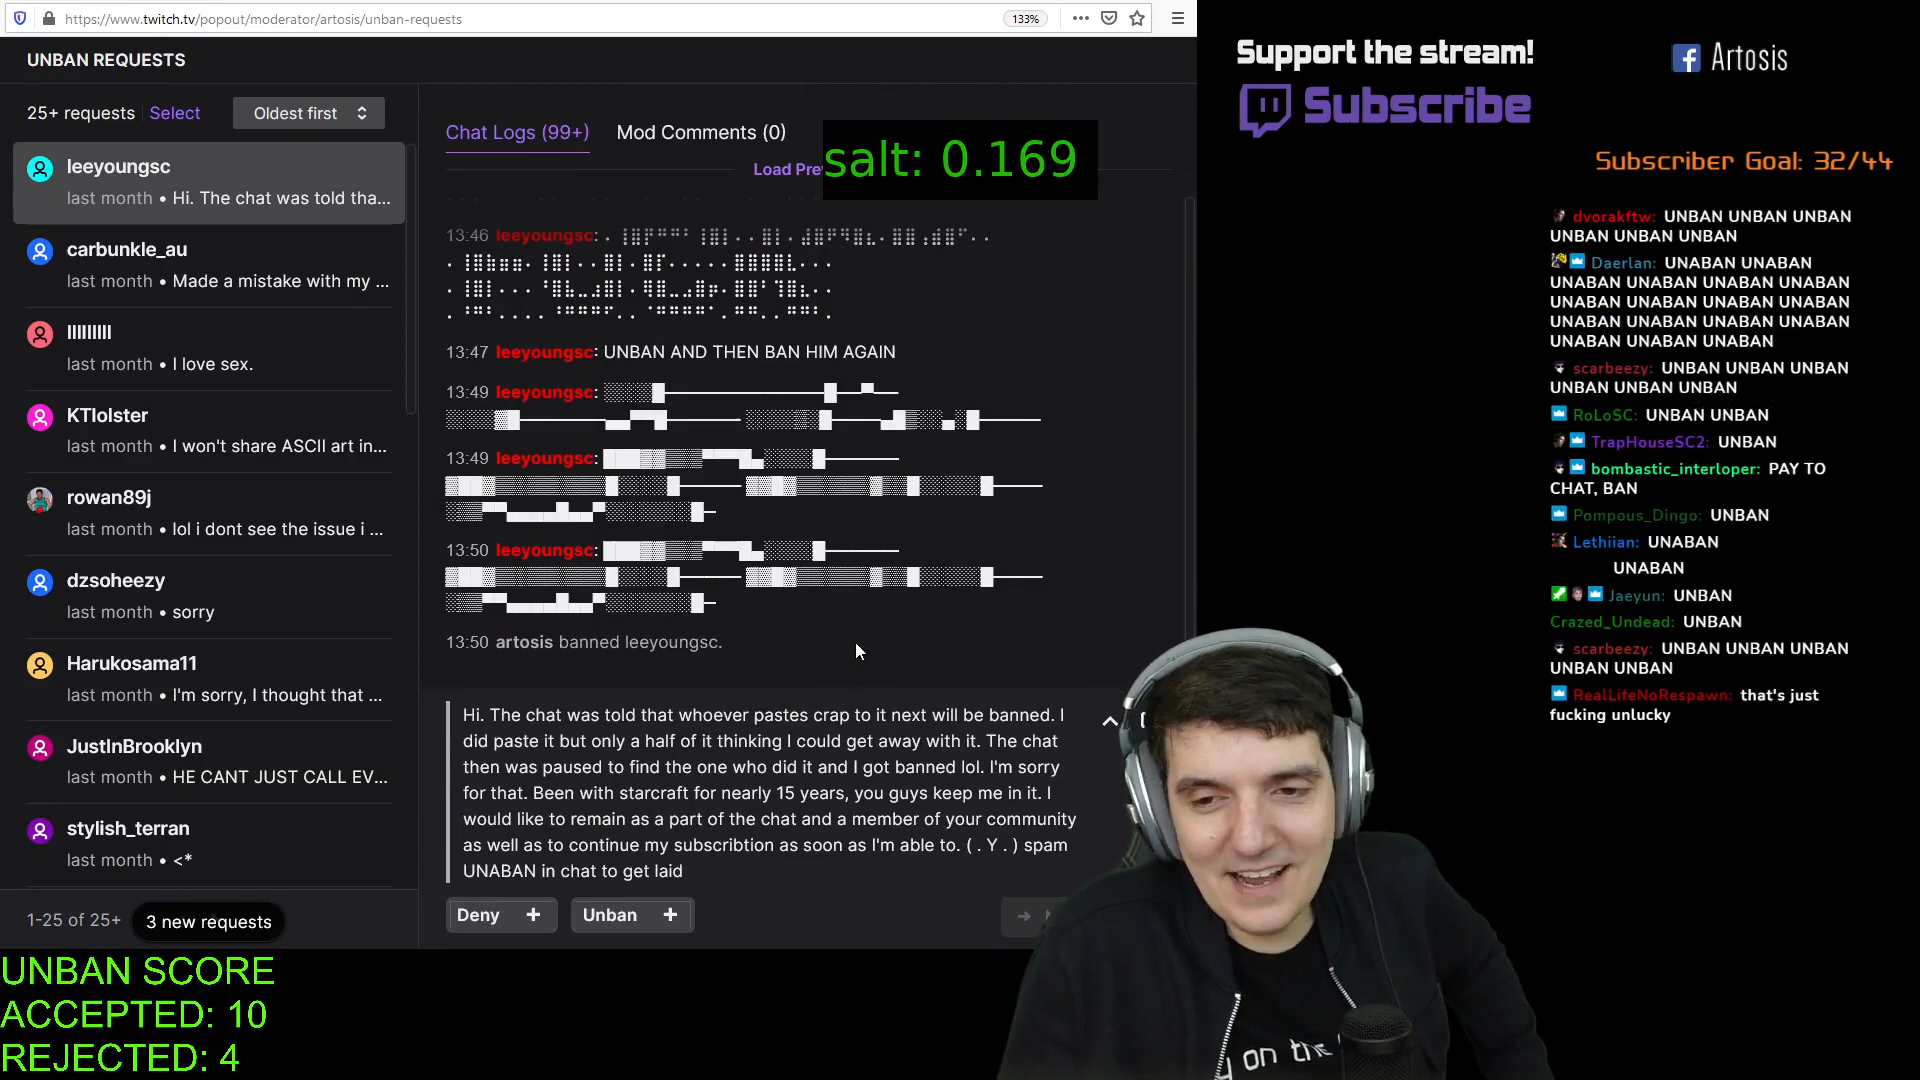 https://www.twitch.tv/popout/moderator/artosis/unban-requests
133%
UNBAN REQUESTS
25+ requests Select
Oldest first
leeyoungsc
last month • Hi. The chat was told tha...
carbunkle_au
last month • Made a mistake with my ...
lllllllll
last month • I love sex.
KTlolster
last month • I won't share ASCII art in...
rowan89j
last month • lol i dont see the issue i ...
dzsoheezy
last month • sorry
Harukosama11
last month • I'm sorry, I thought that ...
JustInBrooklyn
last month • HE CANT JUST CALL EV...
stylish_terran
last month • <*
1-25 of 25+
3 new requests
Chat Logs (99+)
Mod Comments (0)
Load Pre
salt: 0.169
13:46 leeyoungsc:
13:47 leeyoungsc: UNBAN AND THEN BAN HIM AGAIN
13:49 leeyoungsc:
13:49 leeyoungsc:
13:50 leeyoungsc:
13:50 artosis banned leeyoungsc.
Hi. The chat was told that whoever pastes crap to it next will be banned. I
did paste it but only a half of it thinking I could get away with it. The chat
then was paused to find the one who did it and I got banned lol. I'm sorry
for that. Been with starcraft for nearly 15 years, you guys keep me in it. I
would like to remain as a part of the chat and a member of your community
as well as to continue my subscribtion as soon as I'm able to. ( . Y . ) spam
UNABAN in chat to get laid
Deny +
Unban +
UNBAN SCORE
ACCEPTED: 10
REJECTED: 4
Support the stream!
Subscribe
Artosis
Subscriber Goal: 32/44
dvorakftw: UNBAN UNBAN UNBAN
UNBAN UNBAN UNBAN
Daerlan: UNABAN UNABAN
UNABAN UNABAN UNABAN UNABAN
UNABAN UNABAN UNABAN UNABAN
UNABAN UNABAN UNABAN UNABAN
UNABAN UNABAN UNABAN
scarbeezy: UNBAN UNBAN UNBAN
UNBAN UNBAN UNBAN
RoLoSC: UNBAN UNBAN
TrapHouseSC2: UNBAN
bombastic_interloper: PAY TO
CHAT, BAN
Pompous_Dingo: UNBAN
Lethiian: UNABAN
UNABAN
Jaeyun: UNBAN
Crazed_Undead: UNBAN
scarbeezy: UNBAN UNBAN UNBAN
UNBAN UNBAN
RealLifeNoRespawn: that's just
fucking unlucky
on the